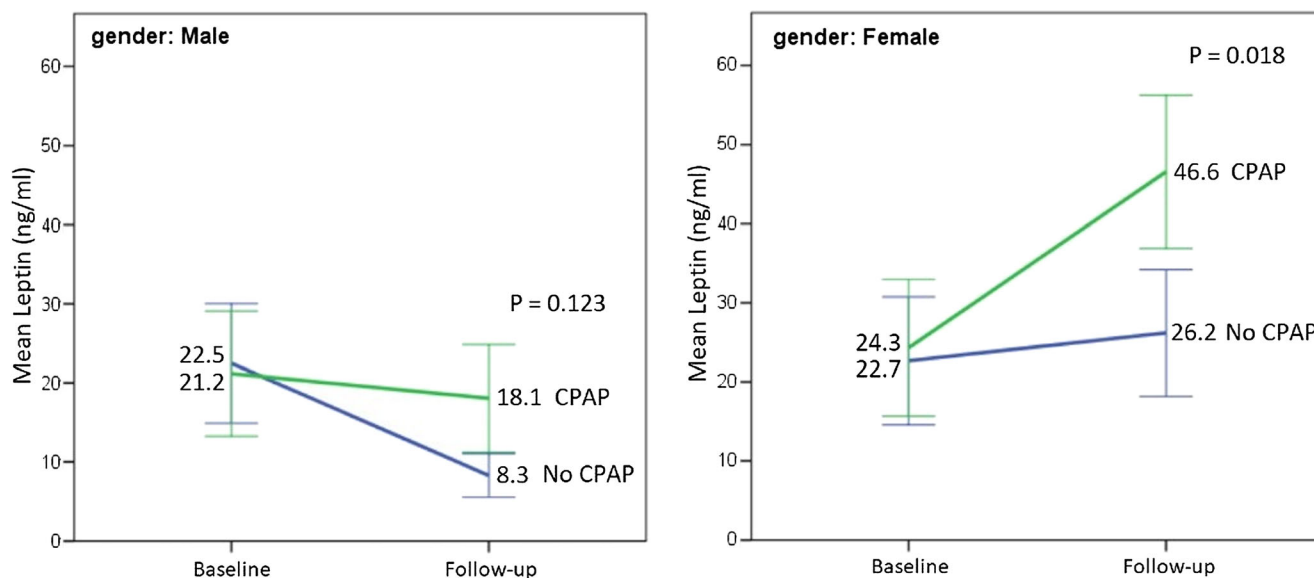 gender: Male
Mean Leptin (ng/ml)
60
50
40
30
20
10
0
P = 0.123
22.5
21.2
18.1 CPAP
8.3 No CPAP
Baseline
Follow-up
gender: Female
Mean Leptin (ng/ml)
60
50
40
30
20
10
0
P = 0.018
46.6 CPAP
24.3
22.7
26.2 No CPAP
Baseline
Follow-up